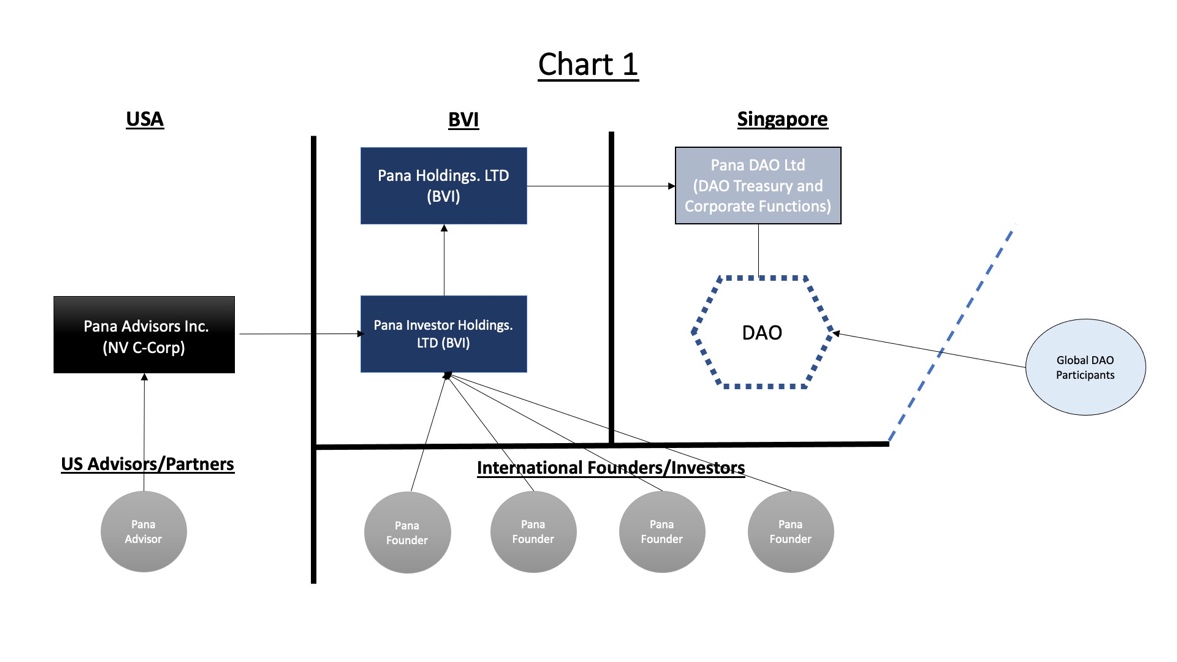 Chart 1
USA
BVI
Singapore
Pana Holdings. LTD
(BVI)
Pana DAO Ltd
(DAO Treasury and
Corporate Functions)
Pana Advisors Inc.
(NV C-Corp)
Pana Investor Holdings.
LTD (BVI)
DAO
Global DAO
Participants
US Advisors/Partners
International Founders/Investors
Pana
Advisor
Pana
Founder
Pana
Founder
Pana
Founder
Pana
Founder